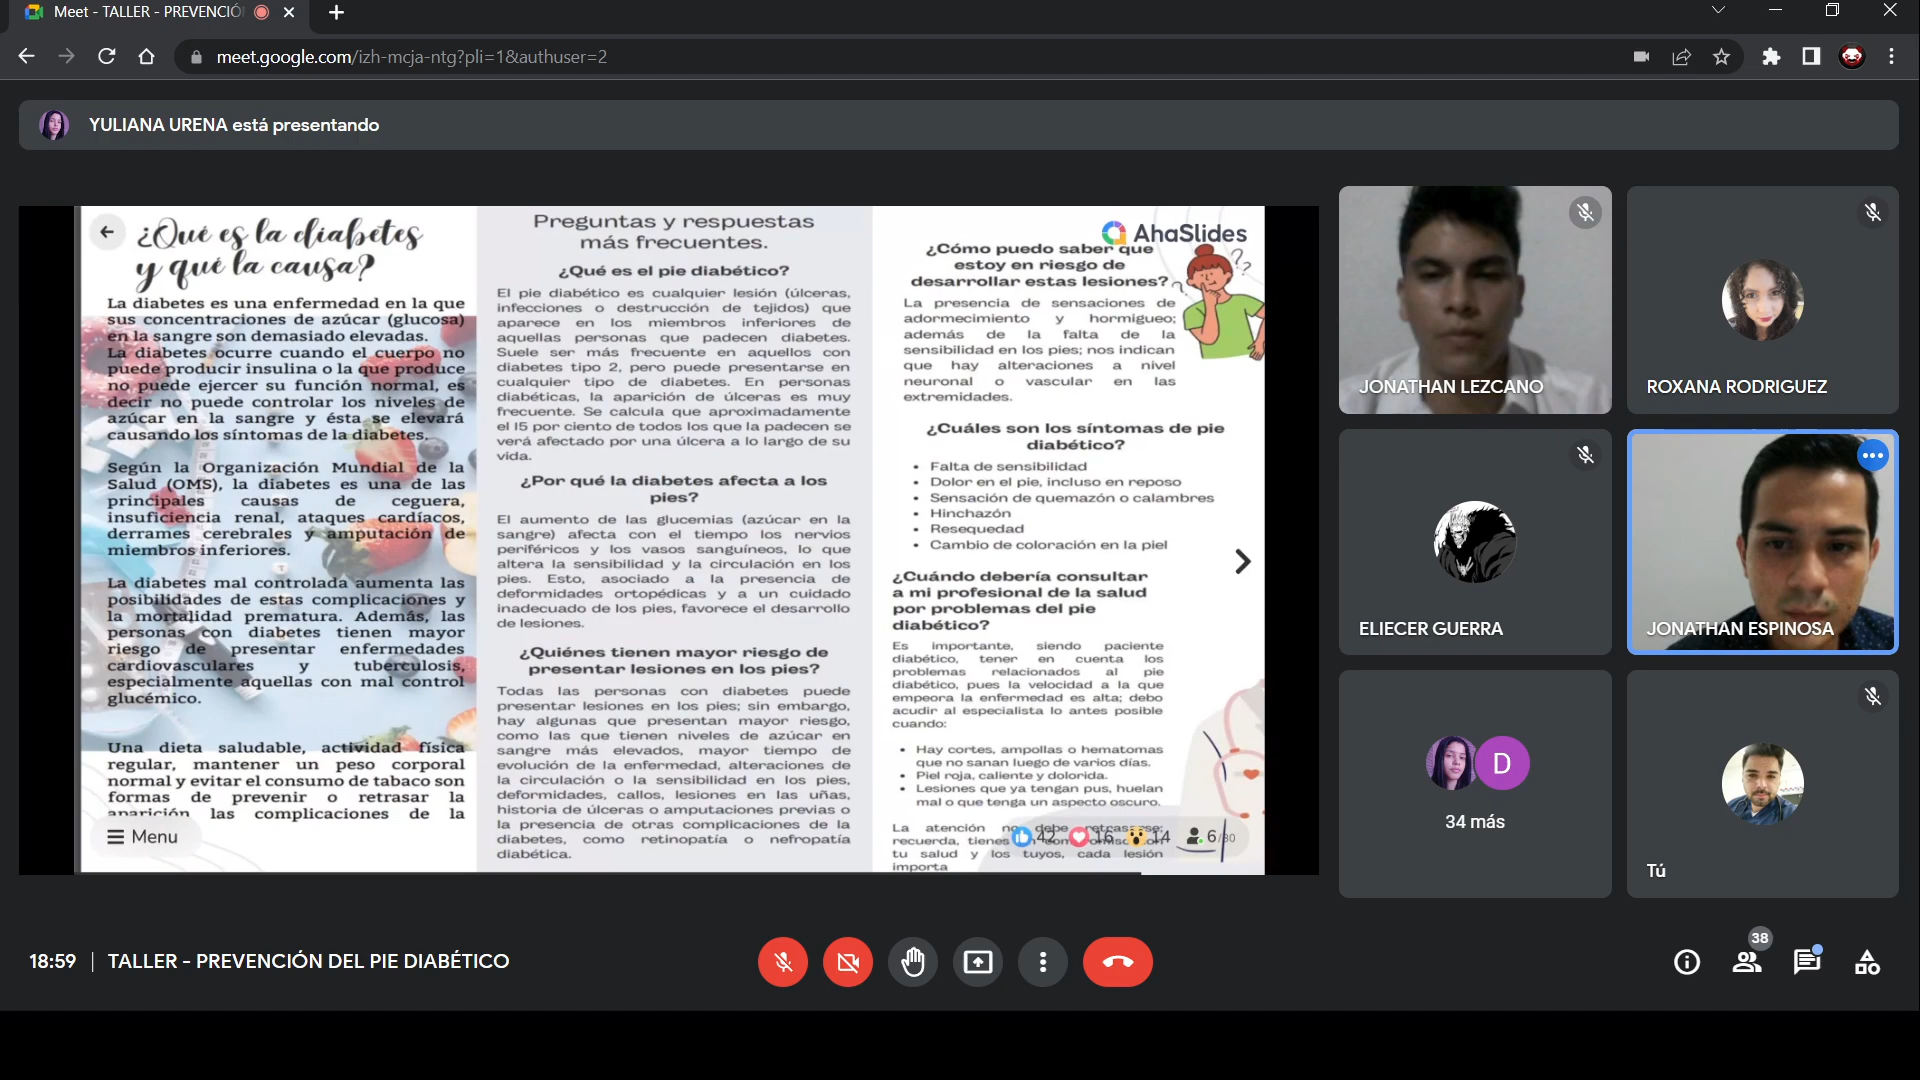 Meet - TALLER - PREVENCIÓN
meet.google.com/izh-mcja-ntg?pli=1&authuser=2
YULIANA URENA está presentando
¿Qué es la diabetes
y qué la causa?
La diabetes es una enfermedad en la que
sus concentraciones de azúcar (glucosa)
en la sangre son demasiado elevadas.
La diabetes ocurre cuando el cuerpo no
puede producir insulina o la que produce
no puede ejercer su función normal, es
decir no puede controlar los niveles de
azúcar en la sangre y ésta se elevará
causando los síntomas de la diabetes.
Según la Organización Mundial de la
Salud (OMS), la diabetes es una de las
principales causas de ceguera,
insuficiencia renal, ataques cardíacos,
derrames cerebrales y amputación de
miembros inferiores.
La diabetes mal controlada aumenta las
posibilidades de estas complicaciones y
la mortalidad prematura. Además, las
personas con diabetes tienen mayor
riesgo de presentar enfermedades
cardiovasculares y tuberculosis,
especialmente aquellas con mal control
glucémico.
Una dieta saludable, actividad física
regular, mantener un peso corporal
normal y evitar el consumo de tabaco son
formas de prevenir o retrasar la
aparición las complicaciones de la
Menu
Preguntas y respuestas
más frecuentes.
¿Qué es el pie diabético?
El pie diabético es cualquier lesión (úlceras,
infecciones o destrucción de tejidos) que
aparece en los miembros inferiores de
aquellas personas que padecen diabetes.
Suele ser más frecuente en aquellos con
diabetes tipo 2, pero puede presentarse en
cualquier tipo de diabetes. En personas
diabéticas, la aparición de úlceras es muy
frecuente. Se calcula que aproximadamente
el 15 por ciento de todos los que la padecen se
verá afectado por una úlcera a lo largo de su
vida.
¿Por qué la diabetes afecta a los
pies?
El aumento de las glucemias (azúcar en la
sangre) afecta con el tiempo los nervios
periféricos y los vasos sanguíneos, lo que
altera la sensibilidad y la circulación en los
pies. Esto, asociado a la presencia de
deformidades ortopédicas y a un cuidado
inadecuado de los pies, favorece el desarrollo
de lesiones.
¿Quiénes tienen mayor riesgo de
presentar lesiones en los pies?
Todas las personas con diabetes puede
presentar lesiones en los pies; sin embargo,
hay algunas que presentan mayor riesgo,
como las que tienen niveles de azúcar en
sangre más elevados, mayor tiempo de
evolución de la enfermedad, alteraciones de
la circulación o la sensibilidad en los pies,
deformidades, callos, lesiones en las uñas,
historia de úlceras o amputaciones previas o
la presencia de otras complicaciones de la
diabetes, como retinopatía o nefropatía
diabética.
AhaSlides
¿Cómo puedo saber que
estoy en riesgo de
desarrollar estas lesiones?
La presencia de sensaciones de
adormecimiento y hormigueo;
además de la falta de la
sensibilidad en los pies; nos indican
que hay alteraciones a nivel
neuronal o vascular en las
extremidades.
¿Cuáles son los síntomas de pie
diabético?
• Falta de sensibilidad
• Dolor en el pie, incluso en reposo
• Sensación de quemazón o calambres
• Hinchazón
• Resequedad
• Cambio de coloración en la piel
¿Cuándo debería consultar
a mi profesional de la salud
por problemas del pie
diabético?
Es importante, siendo paciente
diabético, tener en cuenta los
problemas relacionados al pie
diabético, pues la velocidad a la que
empeora la enfermedad es alta; debo
acudir al especialista lo antes posible
cuando:
• Hay cortes, ampollas o hematomas
que no sanan luego de varios días.
• Piel roja, caliente y dolorida.
• Lesiones que ya tengan pus, huelan
mal o que tenga un aspecto oscuro.
La atención no debe retrasarse;
recuerda, tienes
tu salud y los tuyos, cada lesión
importa
42 16 14 6
JONATHAN LEZCANO
ROXANA RODRIGUEZ
ELIECER GUERRA
JONATHAN ESPINOSA
D
34 más
Tú
18:59 | TALLER - PREVENCIÓN DEL PIE DIABÉTICO
38